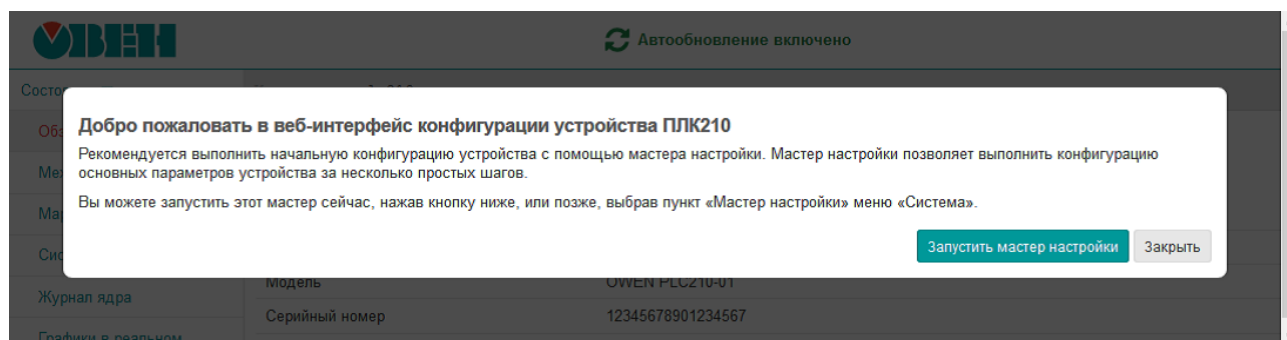 ОВЕН
Автообновление включено
Добро пожаловать в веб-интерфейс конфигурации устройства ПЛК210
Рекомендуется выполнить начальную конфигурацию устройства с помощью мастера настройки. Мастер настройки позволяет выполнить конфигурацию
основных параметров устройства за несколько простых шагов.
Вы можете запустить этот мастер сейчас, нажав кнопку ниже, или позже, выбрав пункт «Мастер настройки» меню «Система».
Запустить мастер настройки Закрыть
Модель OWEN PLC210-01
Журнал ядра
Серийный номер 12345678901234567
Графики в реальном